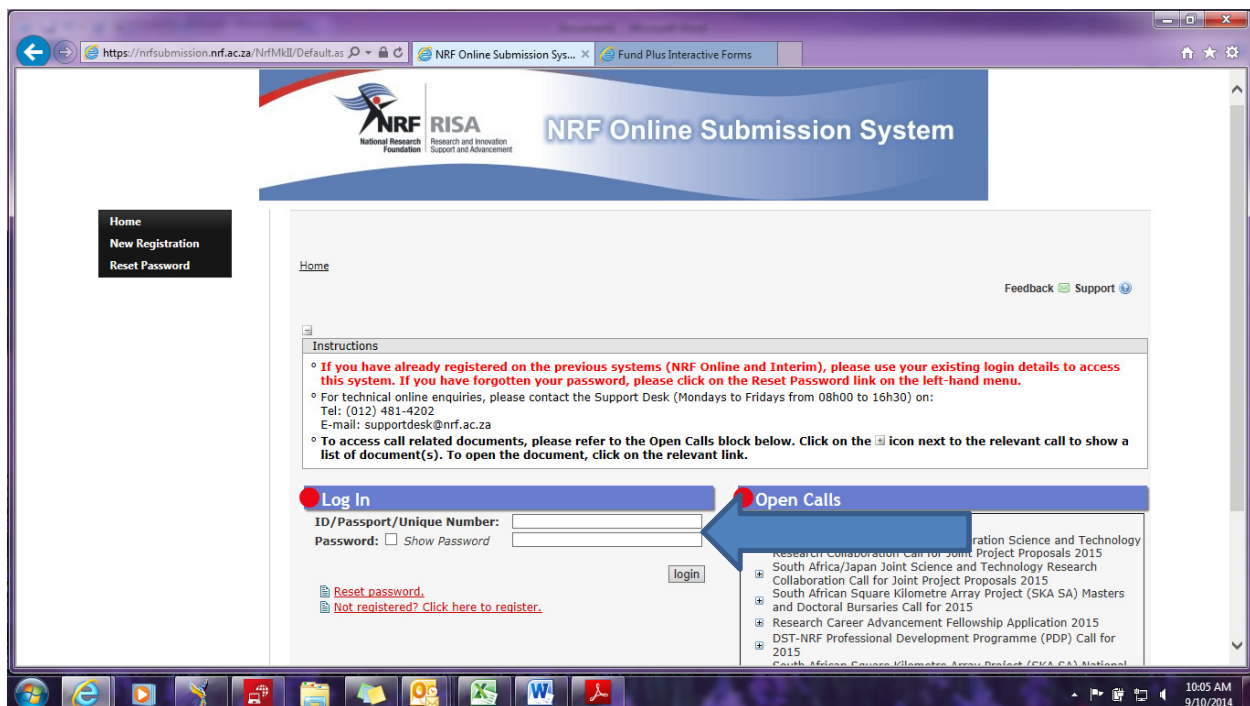 https://nrfsubmission.nrf.ac.za/NrfMkII/Default.as
NRF Online Submission Sys...
Fund Plus Interactive Forms
NRF
National Research
Foundation
RISA
Research and Innovation
Support and Advancement
NRF Online Submission System
Home
New Registration
Reset Password
Home
Feedback Support
Instructions
° If you have already registered on the previous systems (NRF Online and Interim), please use your existing login details to access
this system. If you have forgotten your password, please click on the Reset Password link on the left-hand menu.
° For technical online enquiries, please contact the Support Desk (Mondays to Fridays from 08h00 to 16h30) on:
Tel: (012) 481-4202
E-mail: supportdesk@nrf.ac.za
° To access call related documents, please refer to the Open Calls block below. Click on the icon next to the relevant call to show a
list of document(s). To open the document, click on the relevant link.
Log In
ID/Passport/Unique Number:
Password: Show Password
login
Reset password.
Not registered? Click here to register.
Open Calls
ration Science and Technology
Research Collaboration Call for Joint Project Proposals 2015
South Africa/Japan Joint Science and Technology Research
Collaboration Call for Joint Project Proposals 2015
South African Square Kilometre Array Project (SKA SA) Masters
and Doctoral Bursaries Call for 2015
Research Career Advancement Fellowship Application 2015
DST-NRF Professional Development Programme (PDP) Call for
2015
South African Square Kilometre Array Project (SKA SA) National
10:05 AM
9/10/2014